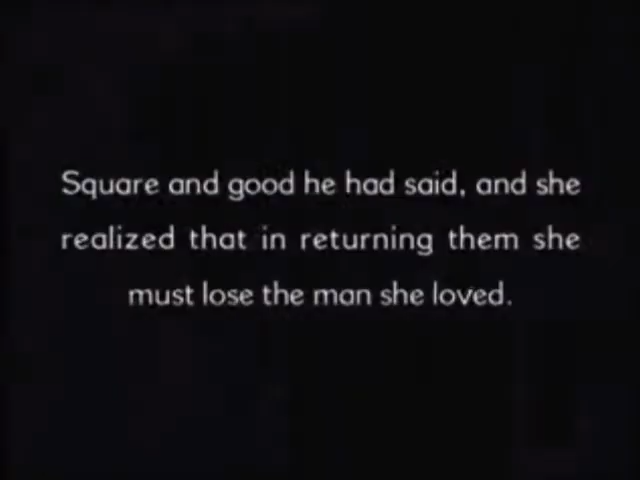 Square and good he had said, and she
realized that in returning them she
must lose the man she loved.